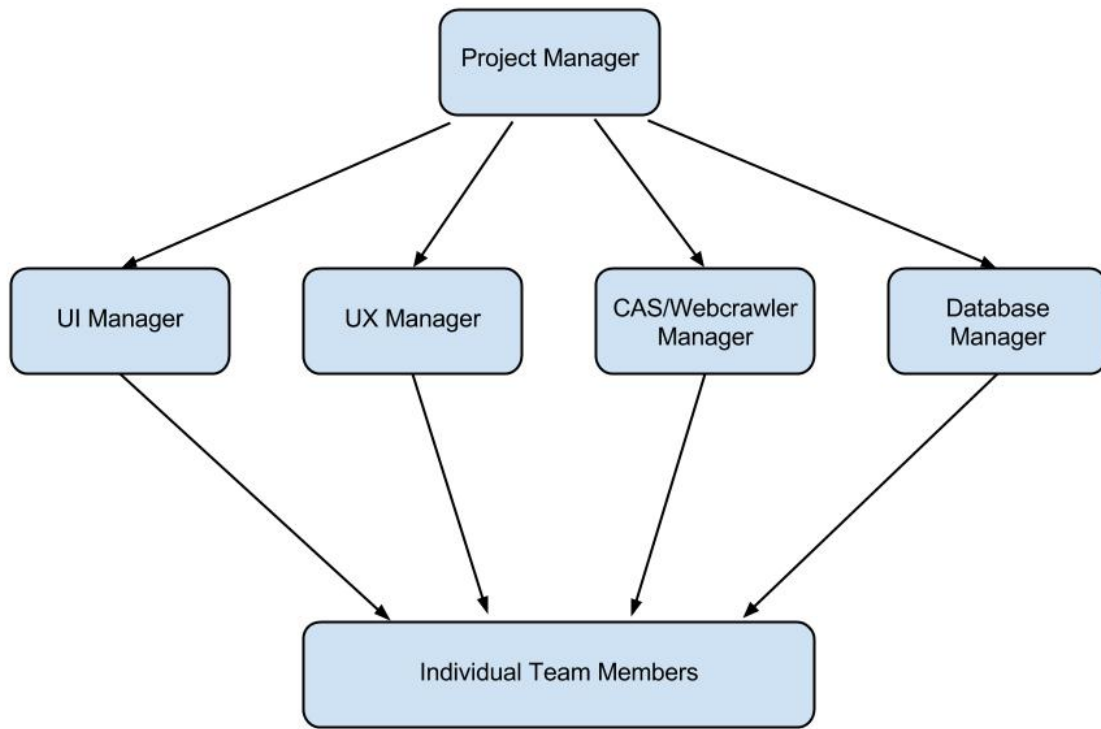 Project Manager
UI Manager
UX Manager
CAS/Webcrawler
Manager
Database
Manager
Individual Team Members